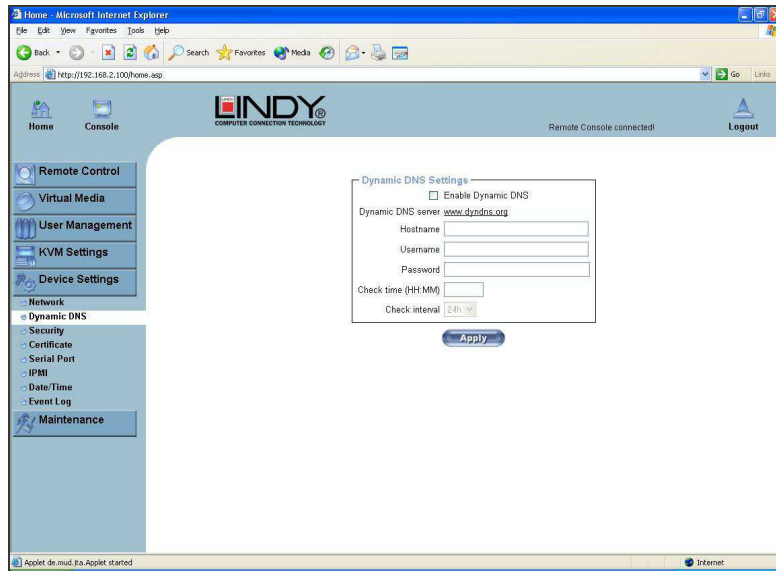 Home - Microsoft Internet Explorer
File Edit View Favorites Tools Help
Back Search Favorites Media
Address http://192.168.2.100/home.asp Go Links
Home Console
LINDY®
COMPUTER CONNECTION TECHNOLOGY
Remote Console connected!
Logout
Remote Control
Virtual Media
User Management
KVM Settings
Device Settings
Network
Dynamic DNS
Security
Certificate
Serial Port
IPMI
Date/Time
Event Log
Maintenance
Dynamic DNS Settings
Enable Dynamic DNS
Dynamic DNS server www.dyndns.org
Hostname
Username
Password
Check time (HH:MM)
Check interval 24h
Apply
Applet de.mud.jta.Applet started
Internet